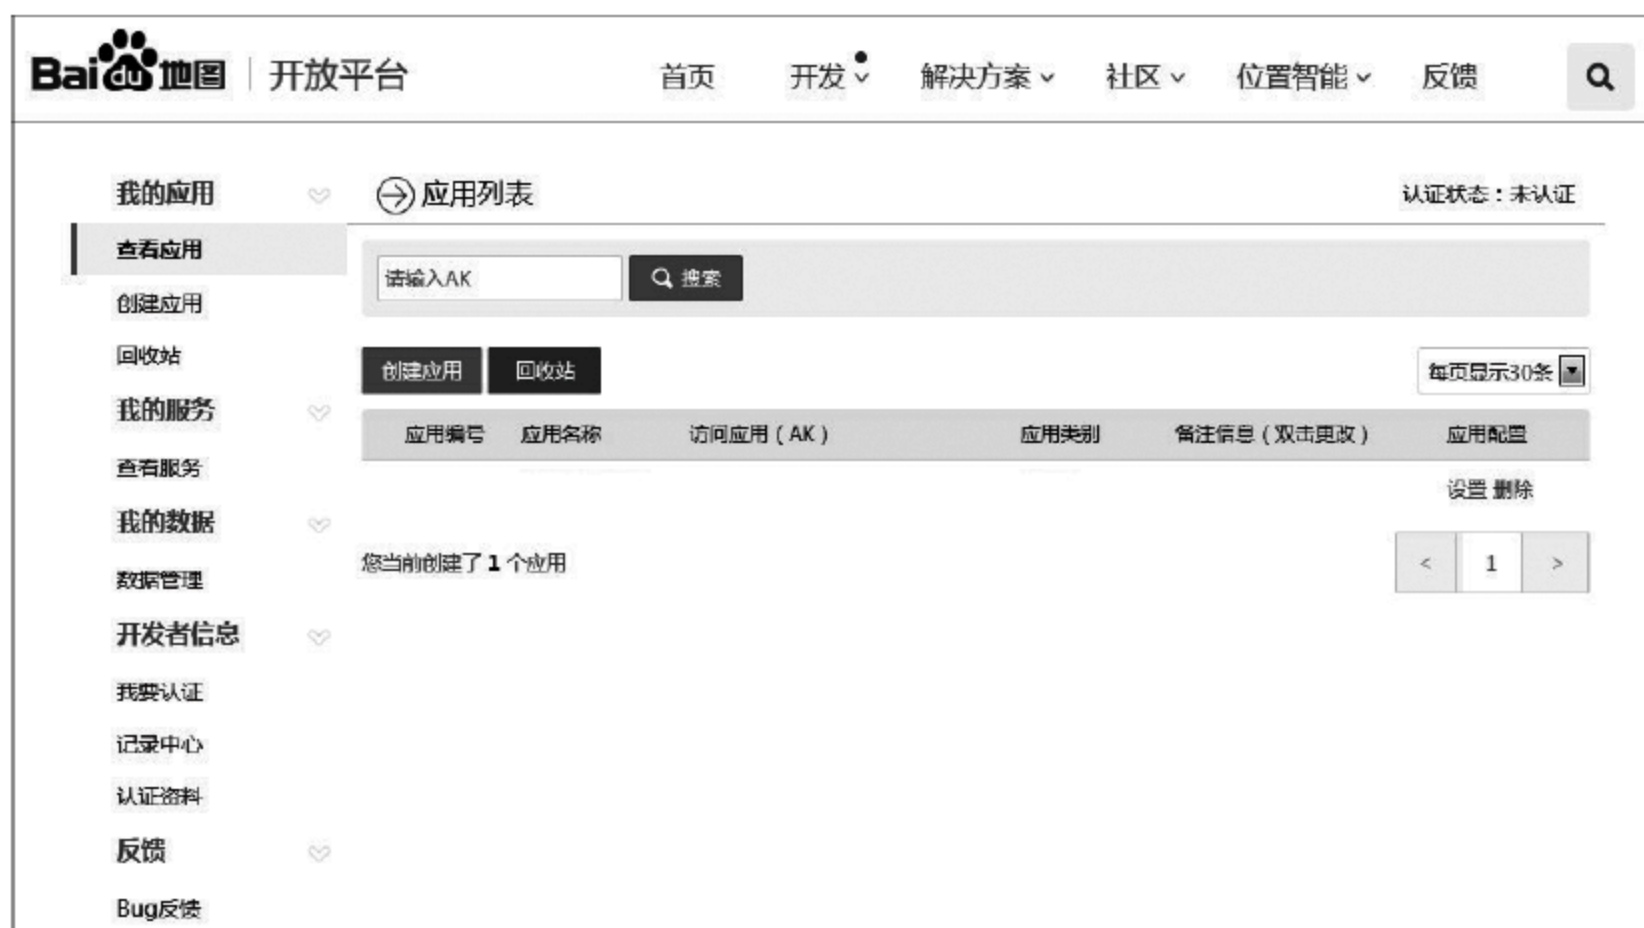 Bai du 地图 开放平台 首页 开发 解决方案 社区 位置智能 反馈
我的应用
查看应用
创建应用
回收站
我的服务
查看服务
我的数据
数据管理
开发者信息
我要认证
记录中心
认证资料
反馈
Bug反馈
应用列表 认证状态：未认证
请输入AK 搜索
创建应用 回收站 每页显示30条
应用编号 应用名称 访问应用（AK） 应用类别 备注信息（双击更改） 应用配置
设置 删除
您当前创建了 1 个应用 < 1 >